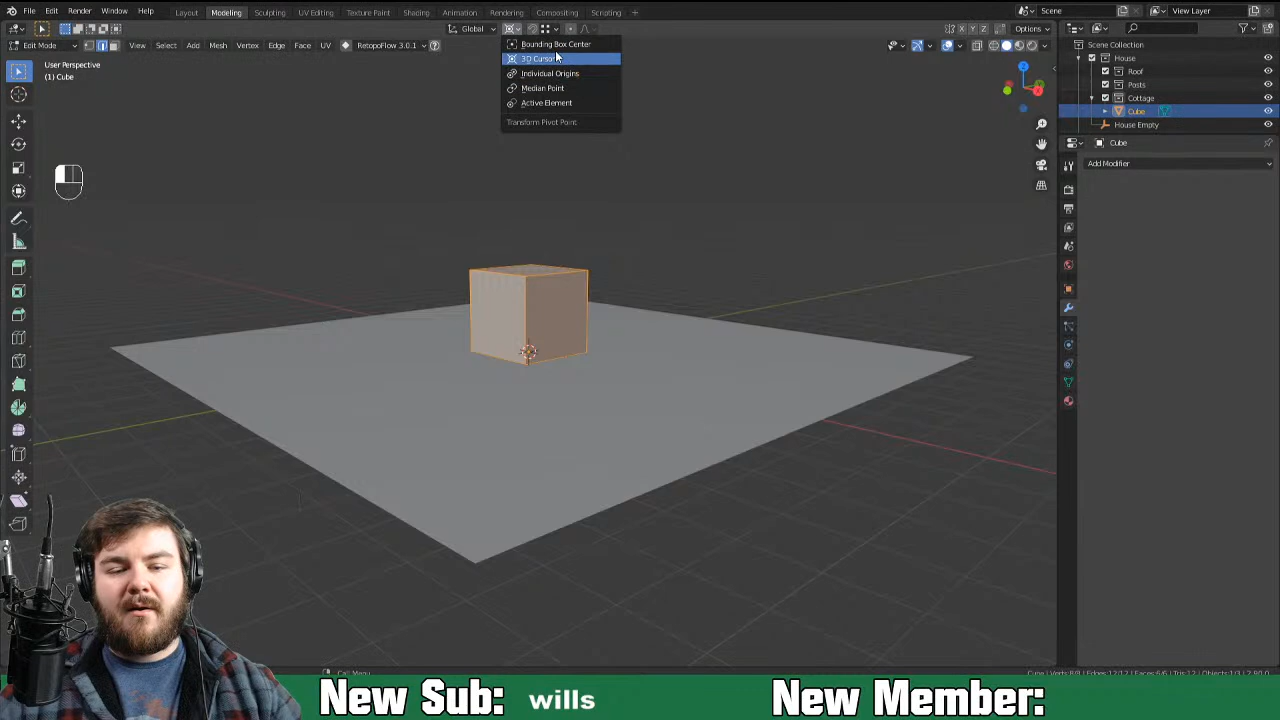 File Edit Render Window Help Layout Modeling Sculpting UV Editing Texture Paint Shading Animation Rendering Compositing Scripting + Scene View Layer
Global Options
Edit Mode View Select Add Mesh Vertex Edge Face UV RetopoFlow 3.0.1 X Y Z
User Perspective
(1) Cube
Bounding Box Center
3D Cursor
Individual Origins
Median Point
Active Element
Transform Pivot Point
Scene Collection
House
Roof
Posts
Cottage
Cube
House Empty
Cube
Add Modifier
Call Menu
New Sub: wills New Member: